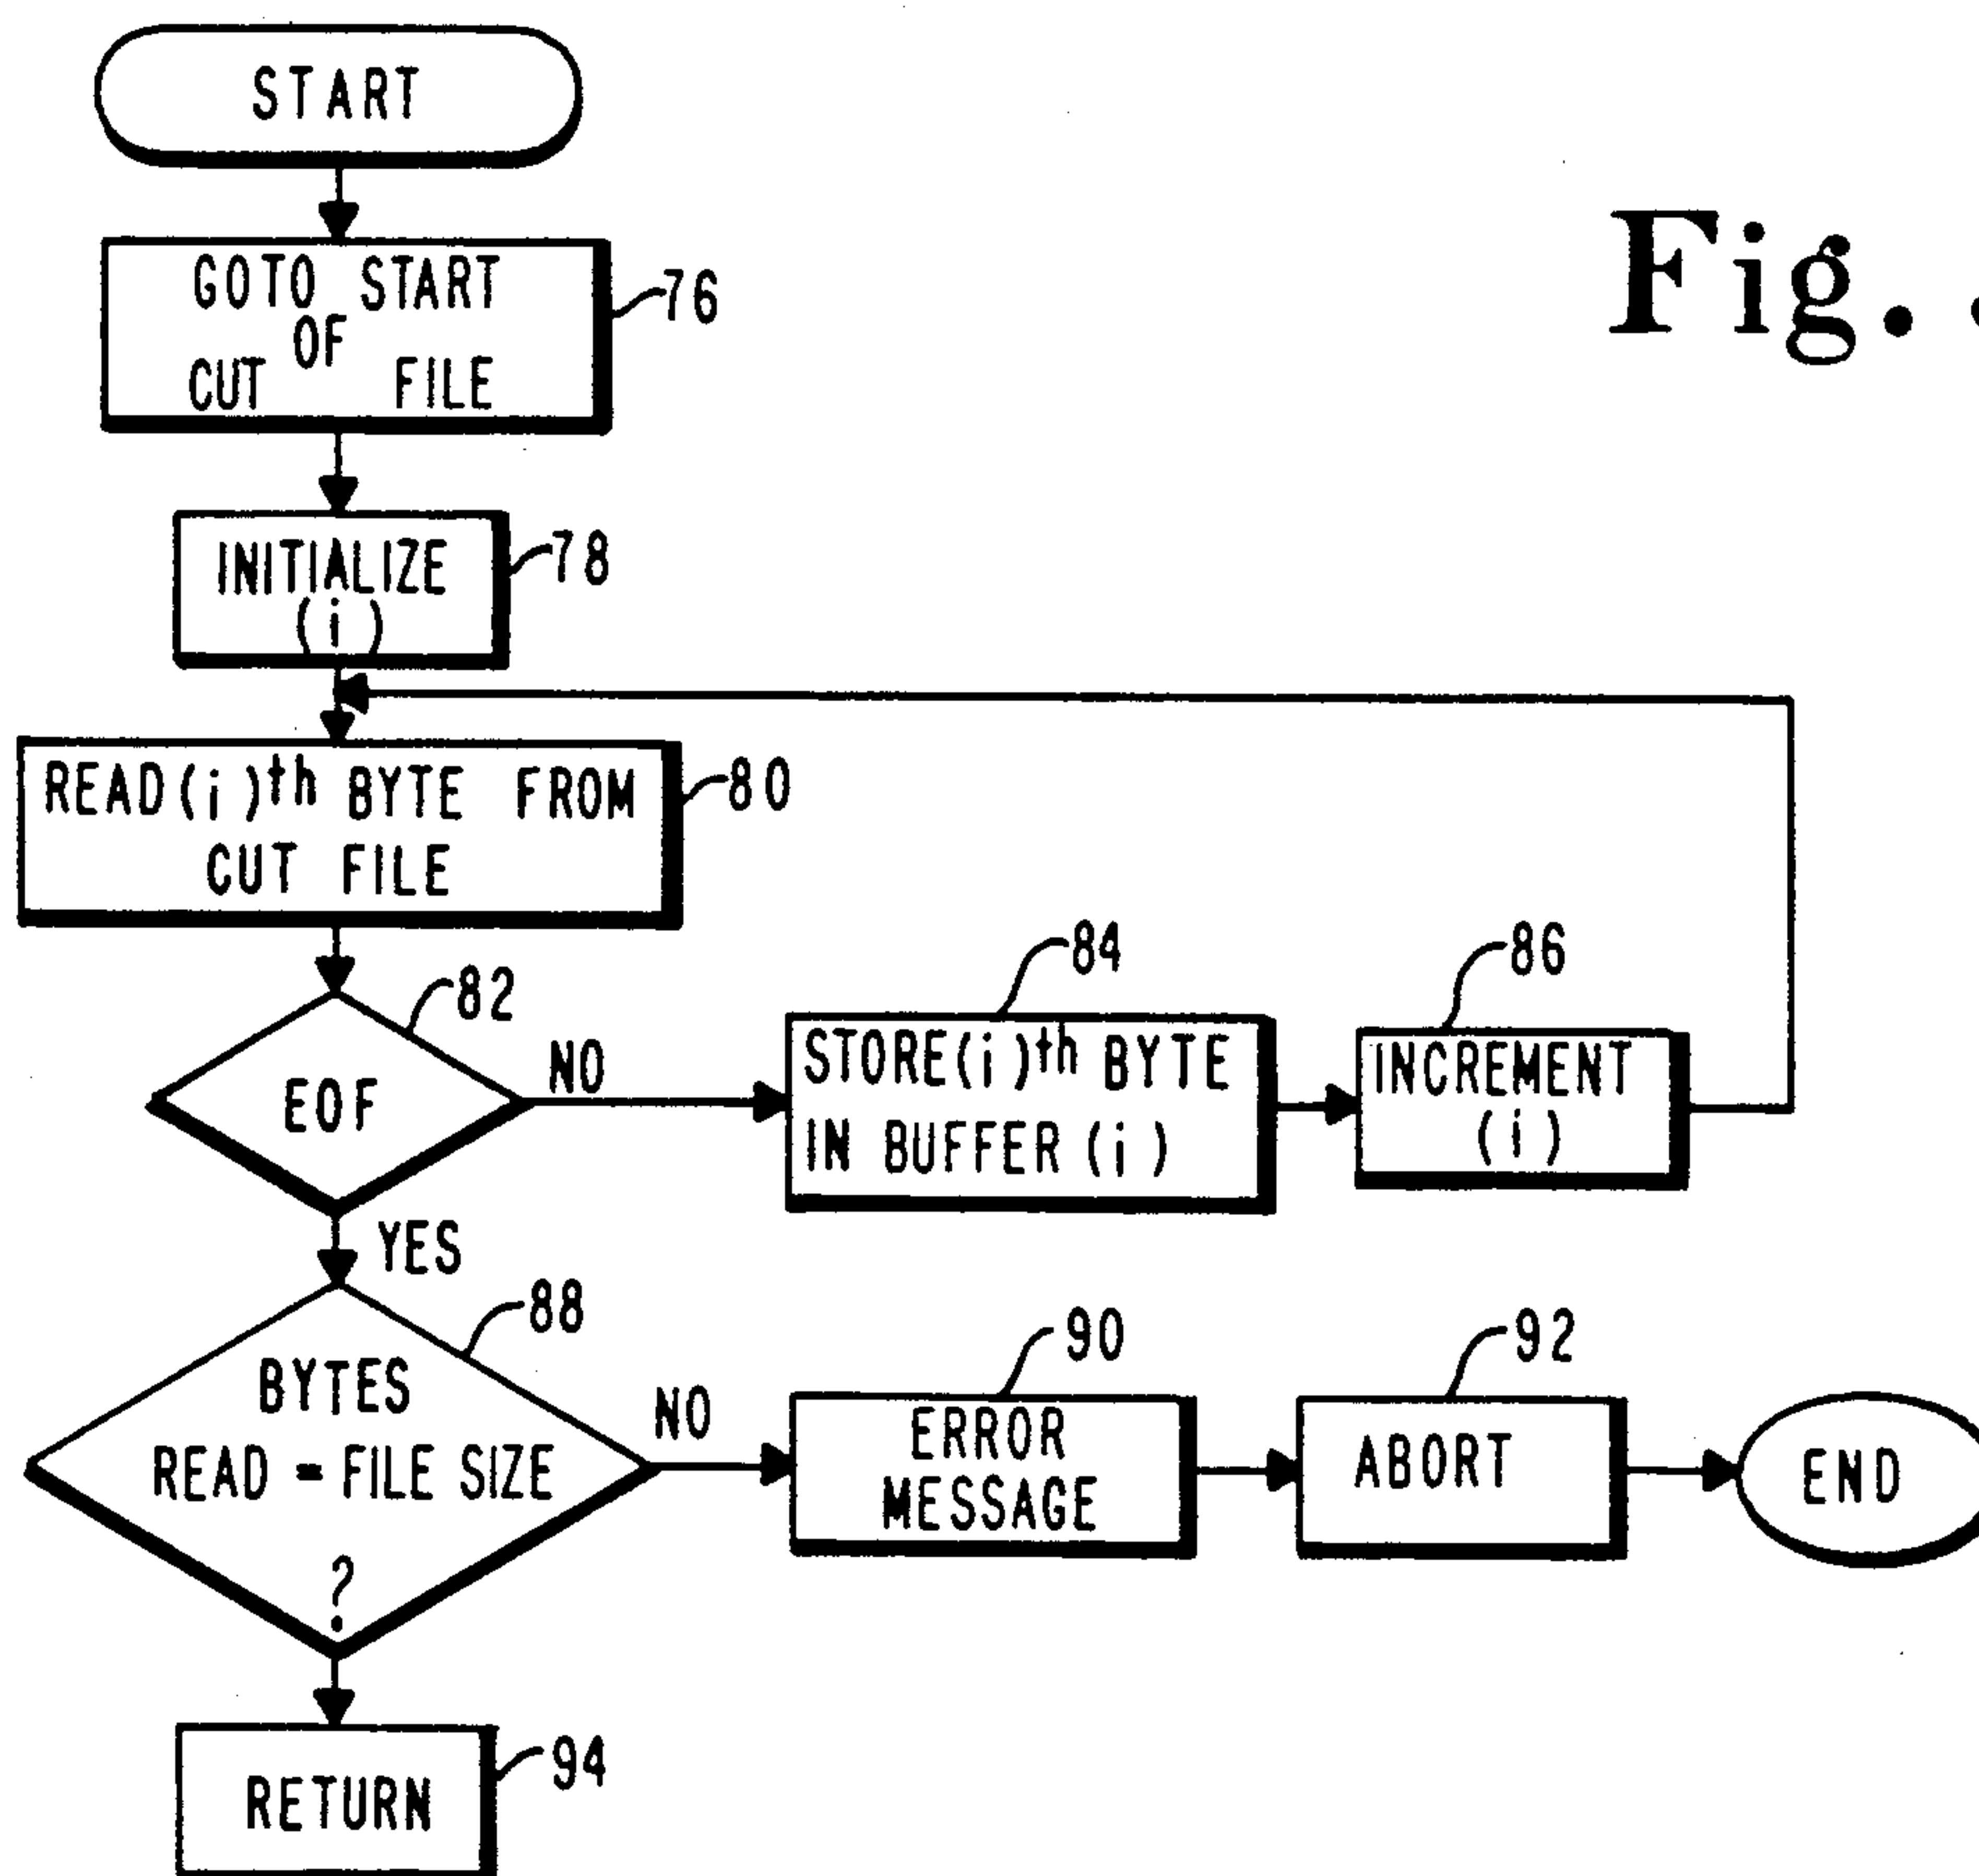 START
Fig.
GOTO START
OF
CUT FILE
76
INITIALIZE
(i)
78
READ(i)th BYTE FROM
CUT FILE
80
EOF
82
NO
STORE(i)th BYTE
IN BUFFER (i)
84
INCREMENT
(i)
86
YES
BYTES
READ = FILE SIZE
?
88
NO
ERROR
MESSAGE
90
ABORT
92
END
RETURN
94